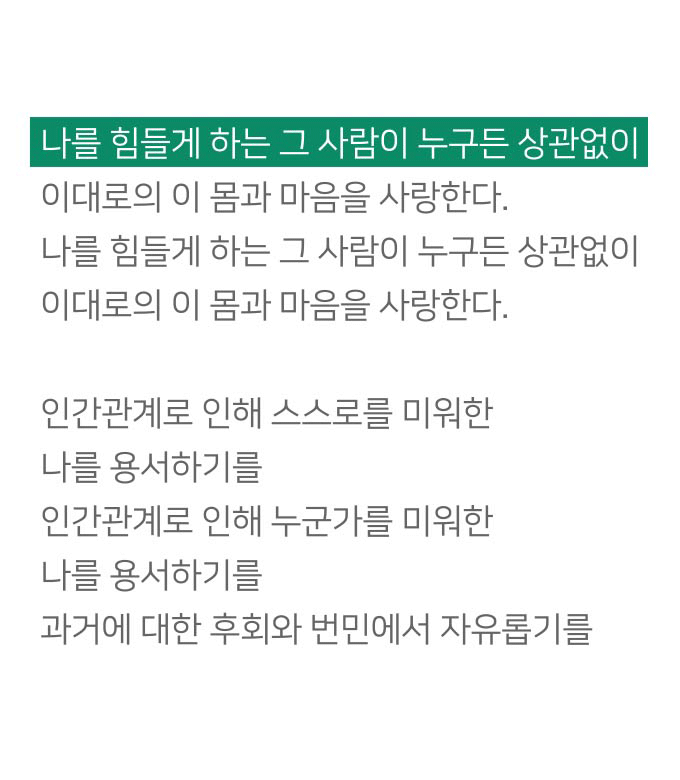 나를 힘들게 하는 그 사람이 누구든 상관없이
이대로의 이 몸과 마음을 사랑한다.
나를 힘들게 하는 그 사람이 누구든 상관없이
이대로의 이 몸과 마음을 사랑한다.
인간관계로 인해 스스로를 미워한
나를 용서하기를
인간관계로 인해 누군가를 미워한
나를 용서하기를
과거에 대한 후회와 번민에서 자유롭기를